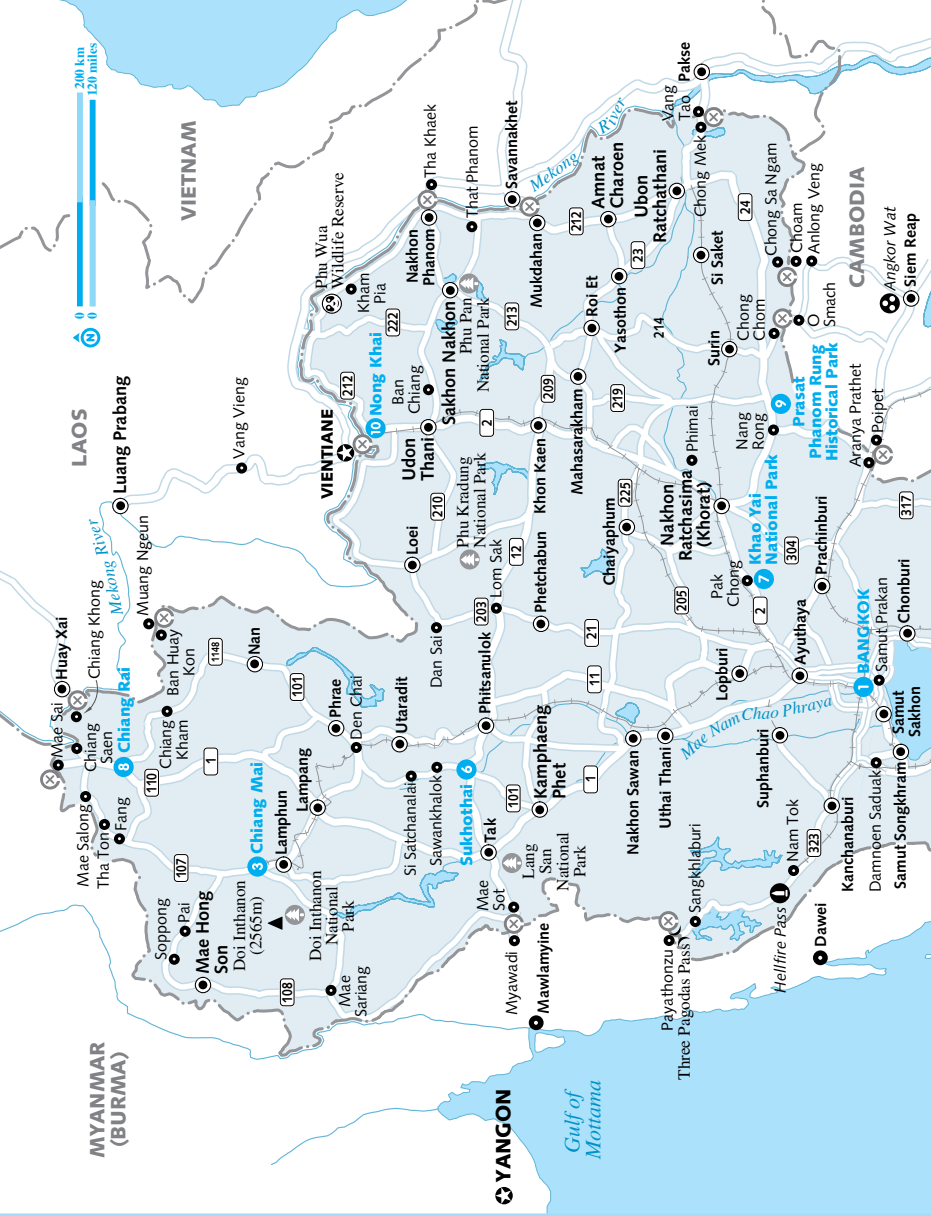 MYANMAR
(BURMA)
LAOS
VIETNAM
CAMBODIA
N
0
200 km
0
120 miles
Mae Sai
Huay Xai
Chiang Khong
Mekong River
Luang Prabang
Muang Ngeun
Vang Vieng
Chiang
Saen
8 Chiang Rai
Mae Salong
Tha Ton
Fang
110
Chiang
Kham
Ban Huay
Kon
1148
Nan
101
1
107
Soppong
Pai
Mae Hong
Son
3 Chiang Mai
Lamphun
Lampang
Doi Inthanon
(2565m)
Doi Inthanon
National
Park
108
Mae
Sariang
Phrae
Den Chai
Utaradit
Si Satchanalai
Sawankhalok
Sukhothai 6
Phitsanulok
Dan Sai
Loei
203
Lom Sak
12
Phu Kradung
National Park
210
VIENTIANE
10 Nong Khai
212
Udon
Thani
Ban
Chiang
222
Phu Wua
Wildlife Reserve
Kham
Pia
Nakhon
Phanom
Tha Khaek
That Phanom
Sakhon Nakhon
Phu Pan
National Park
213
2
Savannakhet
Mekong
River
Mukdahan
212
Amnat
Charoen
Ubon
Ratchathani
Vang
Tao
Pakse
Chong Mek
Khon Kaen
209
Mahasarakham
Roi Et
Yasothon
23
219
214
Si Saket
24
Chong Sa Ngam
Choam
Anlong Veng
Surin
Chong
Chom
O
Smach
Angkor Wat
Siem Reap
Mae
Sot
Myawadi
Mawlamyine
YANGON
Gulf of
Mottama
Tak
Lang
San
National
Park
101
Kamphaeng
Phet
1
11
21
Phetchabun
Chaiyaphum
225
Nakhon Sawan
Uthai Thani
205
Phimai
Nakhon
Ratchasima
(Khorat)
Nang
Rong
9
Prasat
Phanom Rung
Historical Park
Aranya Prathet
Poipet
Pak
Chong
7 Khao Yai
National Park
2
304
317
Lopburi
Ayuthaya
Prachinburi
Mae Nam Chao Phraya
Suphanburi
Payathonzu
Three Pagodas Pass
Sangkhlaburi
Nam Tok
Hellfire Pass
323
Dawei
Kanchanaburi
Damnoen Saduak
Samut Songkhram
Samut
Sakhon
1 BANGKOK
Samut Prakan
Chonburi